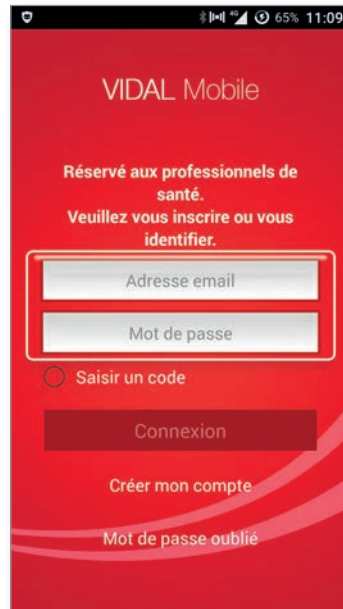 4G 65% 11:09
VIDAL Mobile
Réservé aux professionnels de
santé.
Veuillez vous inscrire ou vous
identifier.
Adresse email
Mot de passe
Saisir un code
Connexion
Créer mon compte
Mot de passe oublié